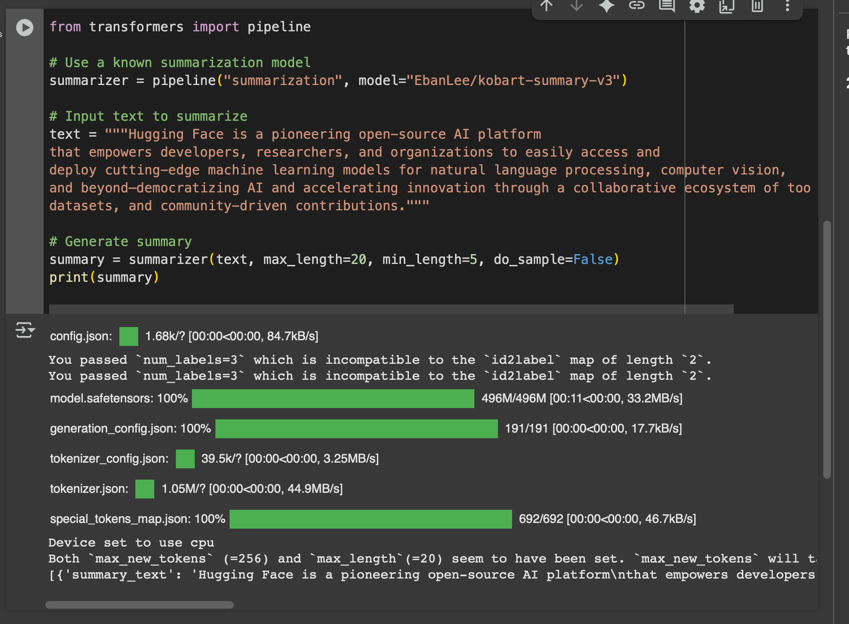 from transformers import pipeline
# Use a known summarization model
summarizer = pipeline("summarization", model="EbanLee/kobart-summary-v3")
# Input text to summarize
text = """Hugging Face is a pioneering open-source AI platform
that empowers developers, researchers, and organizations to easily access and
deploy cutting-edge machine learning models for natural language processing, computer vision,
and beyond—democratizing AI and accelerating innovation through a collaborative ecosystem of too
datasets, and community-driven contributions."""
# Generate summary
summary = summarizer(text, max_length=20, min_length=5, do_sample=False)
print(summary)
config.json: 1.68k/? [00:00<00:00, 84.7kB/s]
You passed `num_labels=3` which is incompatible to the `id2label` map of length `2`.
You passed `num_labels=3` which is incompatible to the `id2label` map of length `2`.
model.safetensors: 100% 496M/496M [00:11<00:00, 33.2MB/s]
generation_config.json: 100% 191/191 [00:00<00:00, 17.7kB/s]
tokenizer_config.json: 39.5k/? [00:00<00:00, 3.25MB/s]
tokenizer.json: 1.05M/? [00:00<00:00, 44.9MB/s]
special_tokens_map.json: 100% 692/692 [00:00<00:00, 46.7kB/s]
Device set to use cpu
Both `max_new_tokens` (=256) and `max_length`(=20) seem to have been set. `max_new_tokens` will
[{'summary_text': 'Hugging Face is a pioneering open-source AI platform\nthat empowers developers